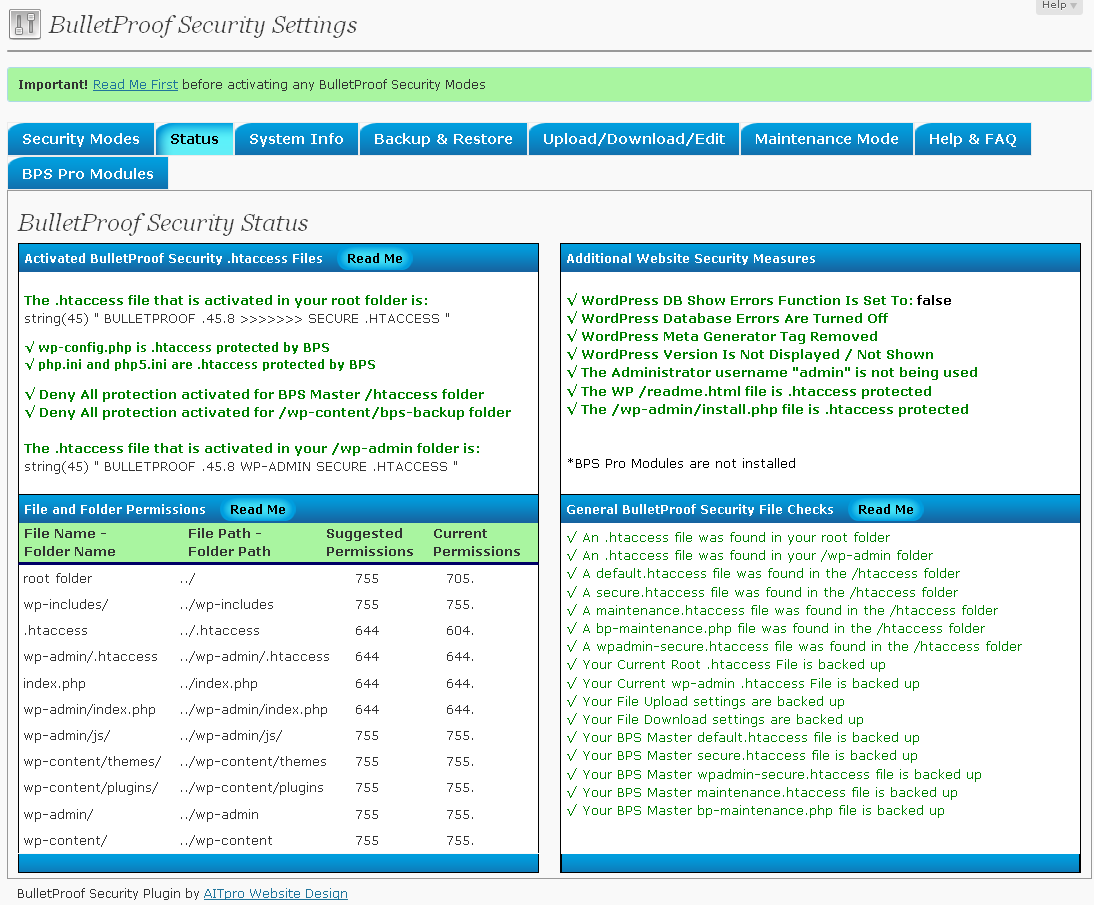 Help
BulletProof Security Settings
Important! Read Me First before activating any BulletProof Security Modes
Security Modes
Status
System Info
Backup & Restore
Upload/Download/Edit
Maintenance Mode
Help & FAQ
BPS Pro Modules
BulletProof Security Status
Activated BulletProof Security .htaccess Files Read Me
The .htaccess file that is activated in your root folder is:
string(45) " BULLETPROOF .45.8 >>>>>>> SECURE .HTACCESS "
√ wp-config.php is .htaccess protected by BPS
√ php.ini and php5.ini are .htaccess protected by BPS
√ Deny All protection activated for BPS Master /htaccess folder
√ Deny All protection activated for /wp-content/bps-backup folder
The .htaccess file that is activated in your /wp-admin folder is:
string(45) " BULLETPROOF .45.8 WP-ADMIN SECURE .HTACCESS "
Additional Website Security Measures
√ WordPress DB Show Errors Function Is Set To: false
√ WordPress Database Errors Are Turned Off
√ WordPress Meta Generator Tag Removed
√ WordPress Version Is Not Displayed / Not Shown
√ The Administrator username "admin" is not being used
√ The WP /readme.html file is .htaccess protected
√ The /wp-admin/install.php file is .htaccess protected
*BPS Pro Modules are not installed
File and Folder Permissions Read Me
File Name - File Path - Suggested Current
Folder Name Folder Path Permissions Permissions
root folder ../ 755 705.
wp-includes/ ../wp-includes 755 755.
.htaccess ../.htaccess 644 604.
wp-admin/.htaccess ../wp-admin/.htaccess 644 644.
index.php ../index.php 644 644.
wp-admin/index.php ../wp-admin/index.php 644 644.
wp-admin/js/ ../wp-admin/js/ 755 755.
wp-content/themes/ ../wp-content/themes 755 755.
wp-content/plugins/ ../wp-content/plugins 755 755.
wp-admin/ ../wp-admin 755 755.
wp-content/ ../wp-content 755 755.
General BulletProof Security File Checks Read Me
√ An .htaccess file was found in your root folder
√ An .htaccess file was found in your /wp-admin folder
√ A default.htaccess file was found in the /htaccess folder
√ A secure.htaccess file was found in the /htaccess folder
√ A maintenance.htaccess file was found in the /htaccess folder
√ A bp-maintenance.php file was found in the /htaccess folder
√ A wpadmin-secure.htaccess file was found in the /htaccess folder
√ Your Current Root .htaccess File is backed up
√ Your Current wp-admin .htaccess File is backed up
√ Your File Upload settings are backed up
√ Your File Download settings are backed up
√ Your BPS Master default.htaccess file is backed up
√ Your BPS Master secure.htaccess file is backed up
√ Your BPS Master wpadmin-secure.htaccess file is backed up
√ Your BPS Master maintenance.htaccess file is backed up
√ Your BPS Master bp-maintenance.php file is backed up
BulletProof Security Plugin by AITpro Website Design